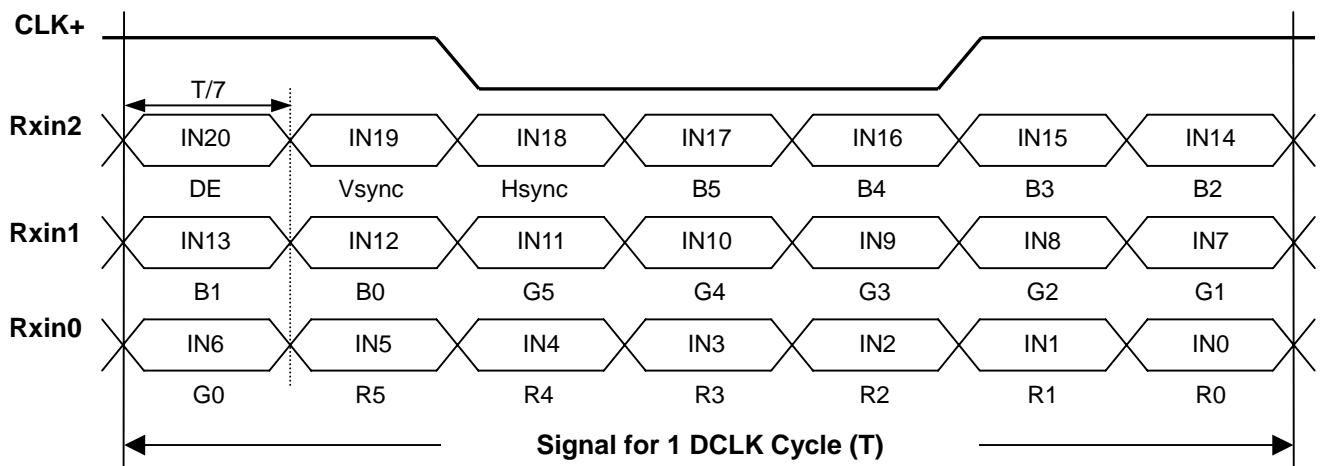 CLK+
T/7
Rxin2 IN20 IN19 IN18 IN17 IN16 IN15 IN14
DE Vsync Hsync B5 B4 B3 B2
Rxin1 IN13 IN12 IN11 IN10 IN9 IN8 IN7
B1 B0 G5 G4 G3 G2 G1
Rxin0 IN6 IN5 IN4 IN3 IN2 IN1 IN0
G0 R5 R4 R3 R2 R1 R0
Signal for 1 DCLK Cycle (T)